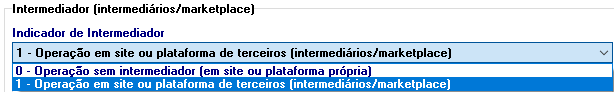 Intermediador (intermediários/marketplace)
Indicador de Intermediador
1 - Operação em site ou plataforma de terceiros (intermediários/marketplace)
0 - Operação sem intermediador (em site ou plataforma própria)
1 - Operação em site ou plataforma de terceiros (intermediários/marketplace)